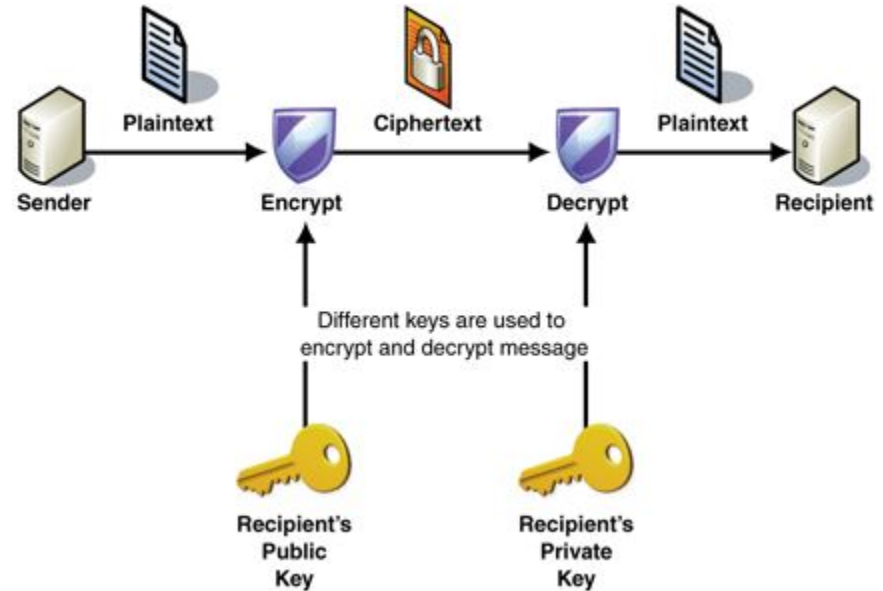 Plaintext
Ciphertext
Plaintext
Sender
Encrypt
Decrypt
Recipient
Different keys are used to
encrypt and decrypt message
Recipient's
Public
Key
Recipient's
Private
Key